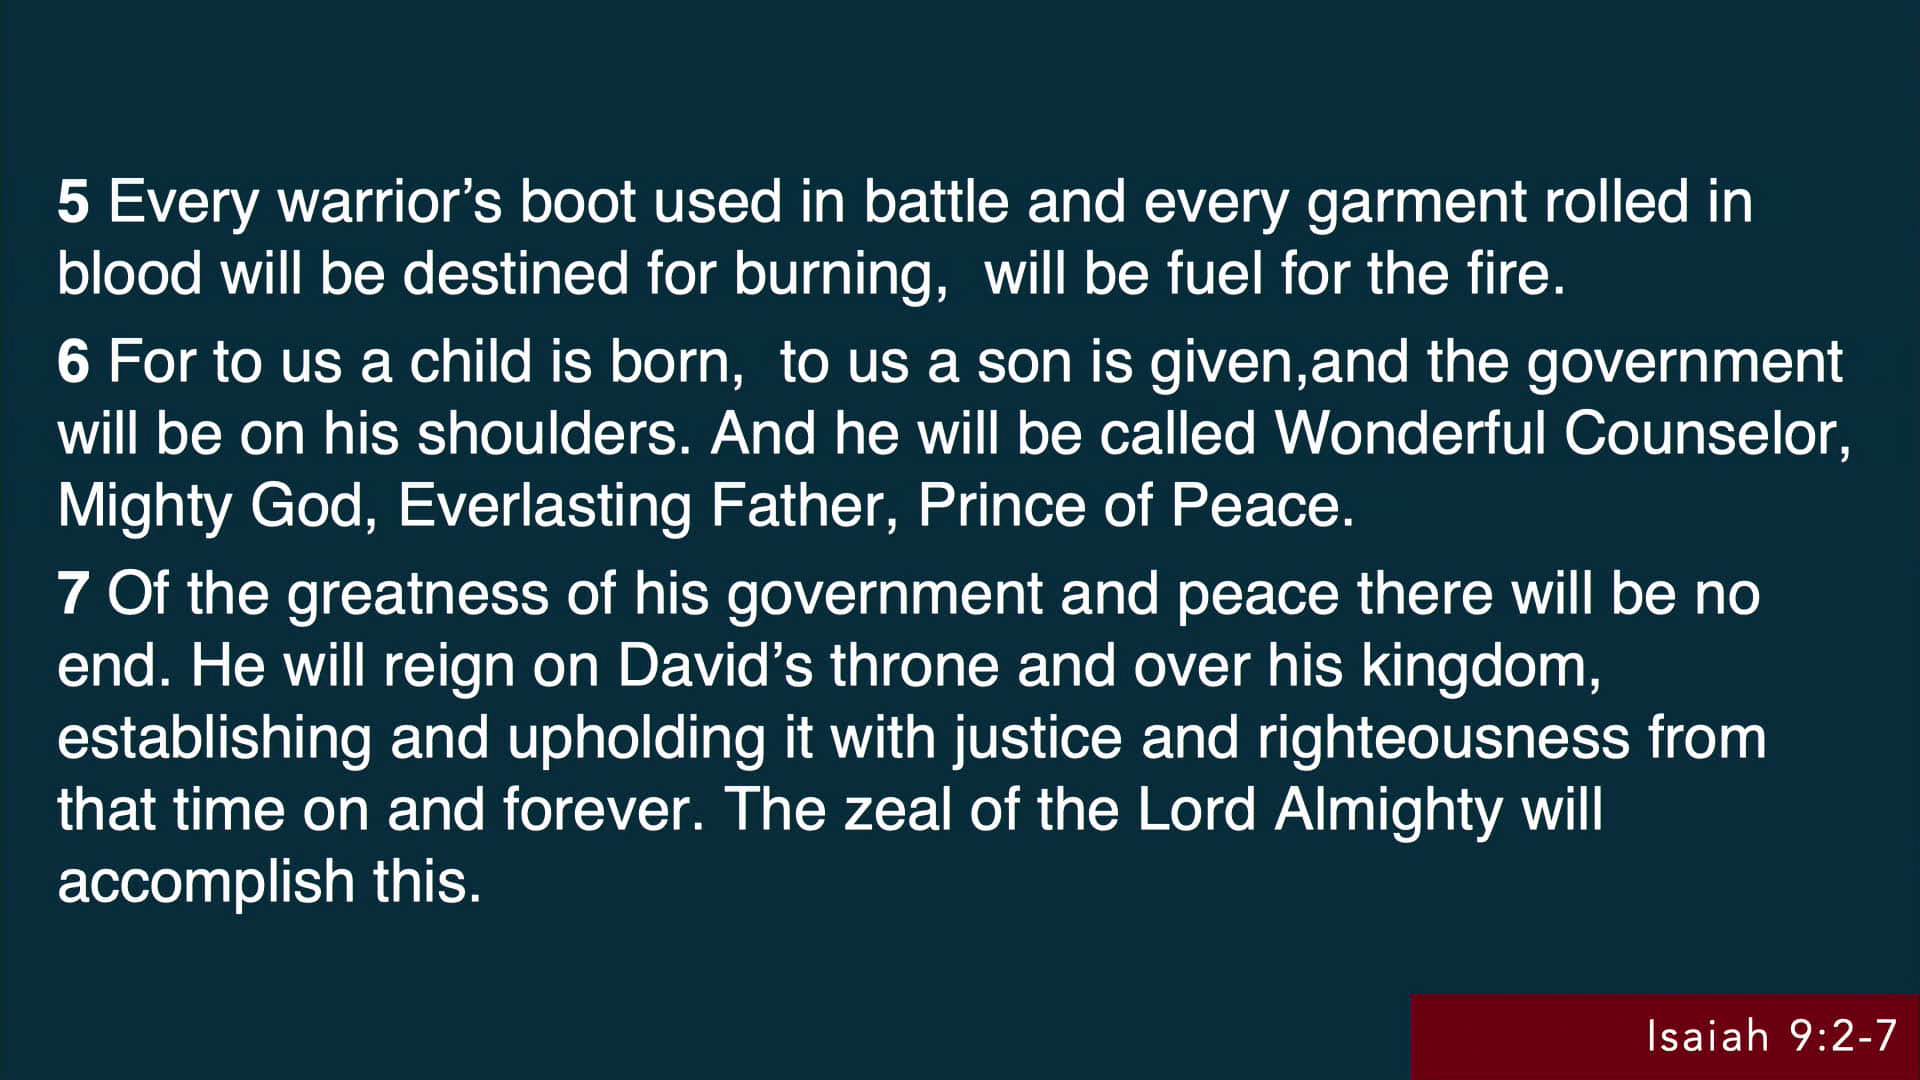 5 Every warrior’s boot used in battle and every garment rolled in
blood will be destined for burning,  will be fuel for the fire.
6 For to us a child is born,  to us a son is given,and the government
will be on his shoulders. And he will be called Wonderful Counselor,
Mighty God, Everlasting Father, Prince of Peace.
7 Of the greatness of his government and peace there will be no
end. He will reign on David’s throne and over his kingdom,
establishing and upholding it with justice and righteousness from
that time on and forever. The zeal of the Lord Almighty will
accomplish this.
Isaiah 9:2-7